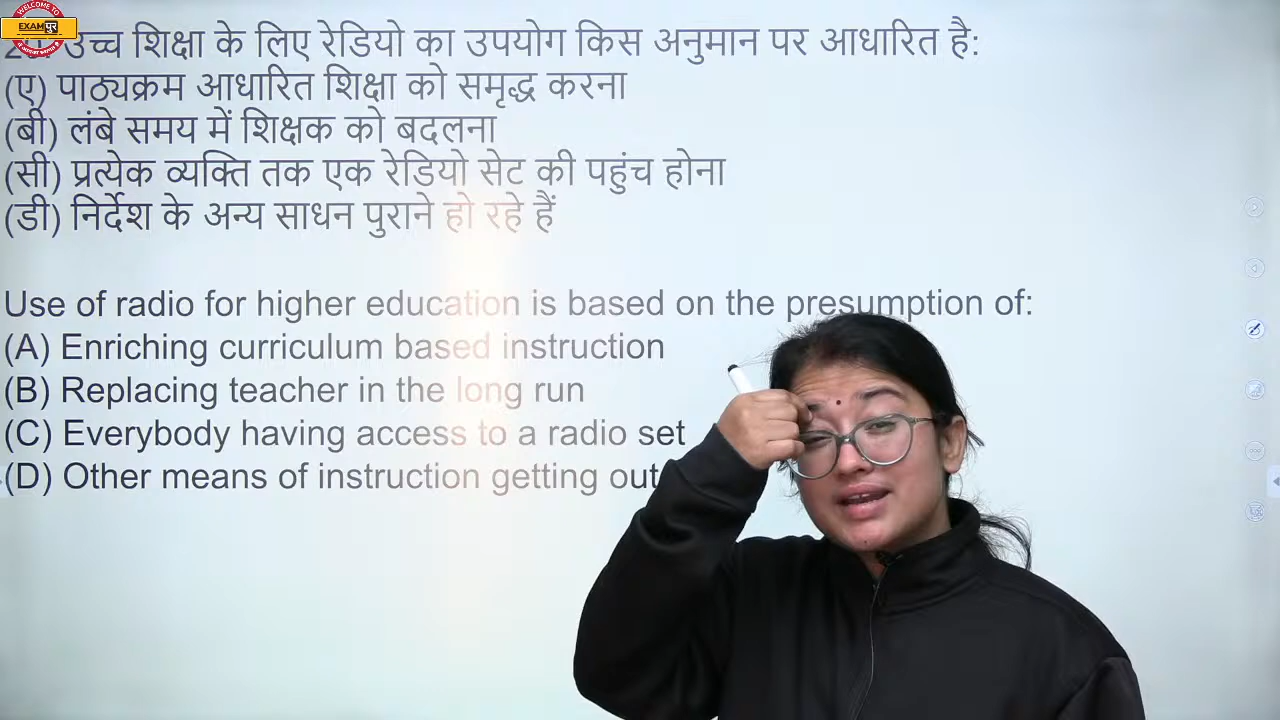 WELCOME TO
EXAM पुर
उच्च शिक्षा के लिए रेडियो का उपयोग किस अनुमान पर आधारित है:
(ए) पाठ्यक्रम आधारित शिक्षा को समृद्ध करना
(बी) लंबे समय में शिक्षक को बदलना
(सी) प्रत्येक व्यक्ति तक एक रेडियो सेट की पहुंच होना
(डी) निर्देश के अन्य साधन पुराने हो रहे हैं
Use of radio for higher education is based on the presumption of:
(A) Enriching curriculum based instruction
(B) Replacing teacher in the long run
(C) Everybody having access to a radio set
(D) Other means of instruction getting out